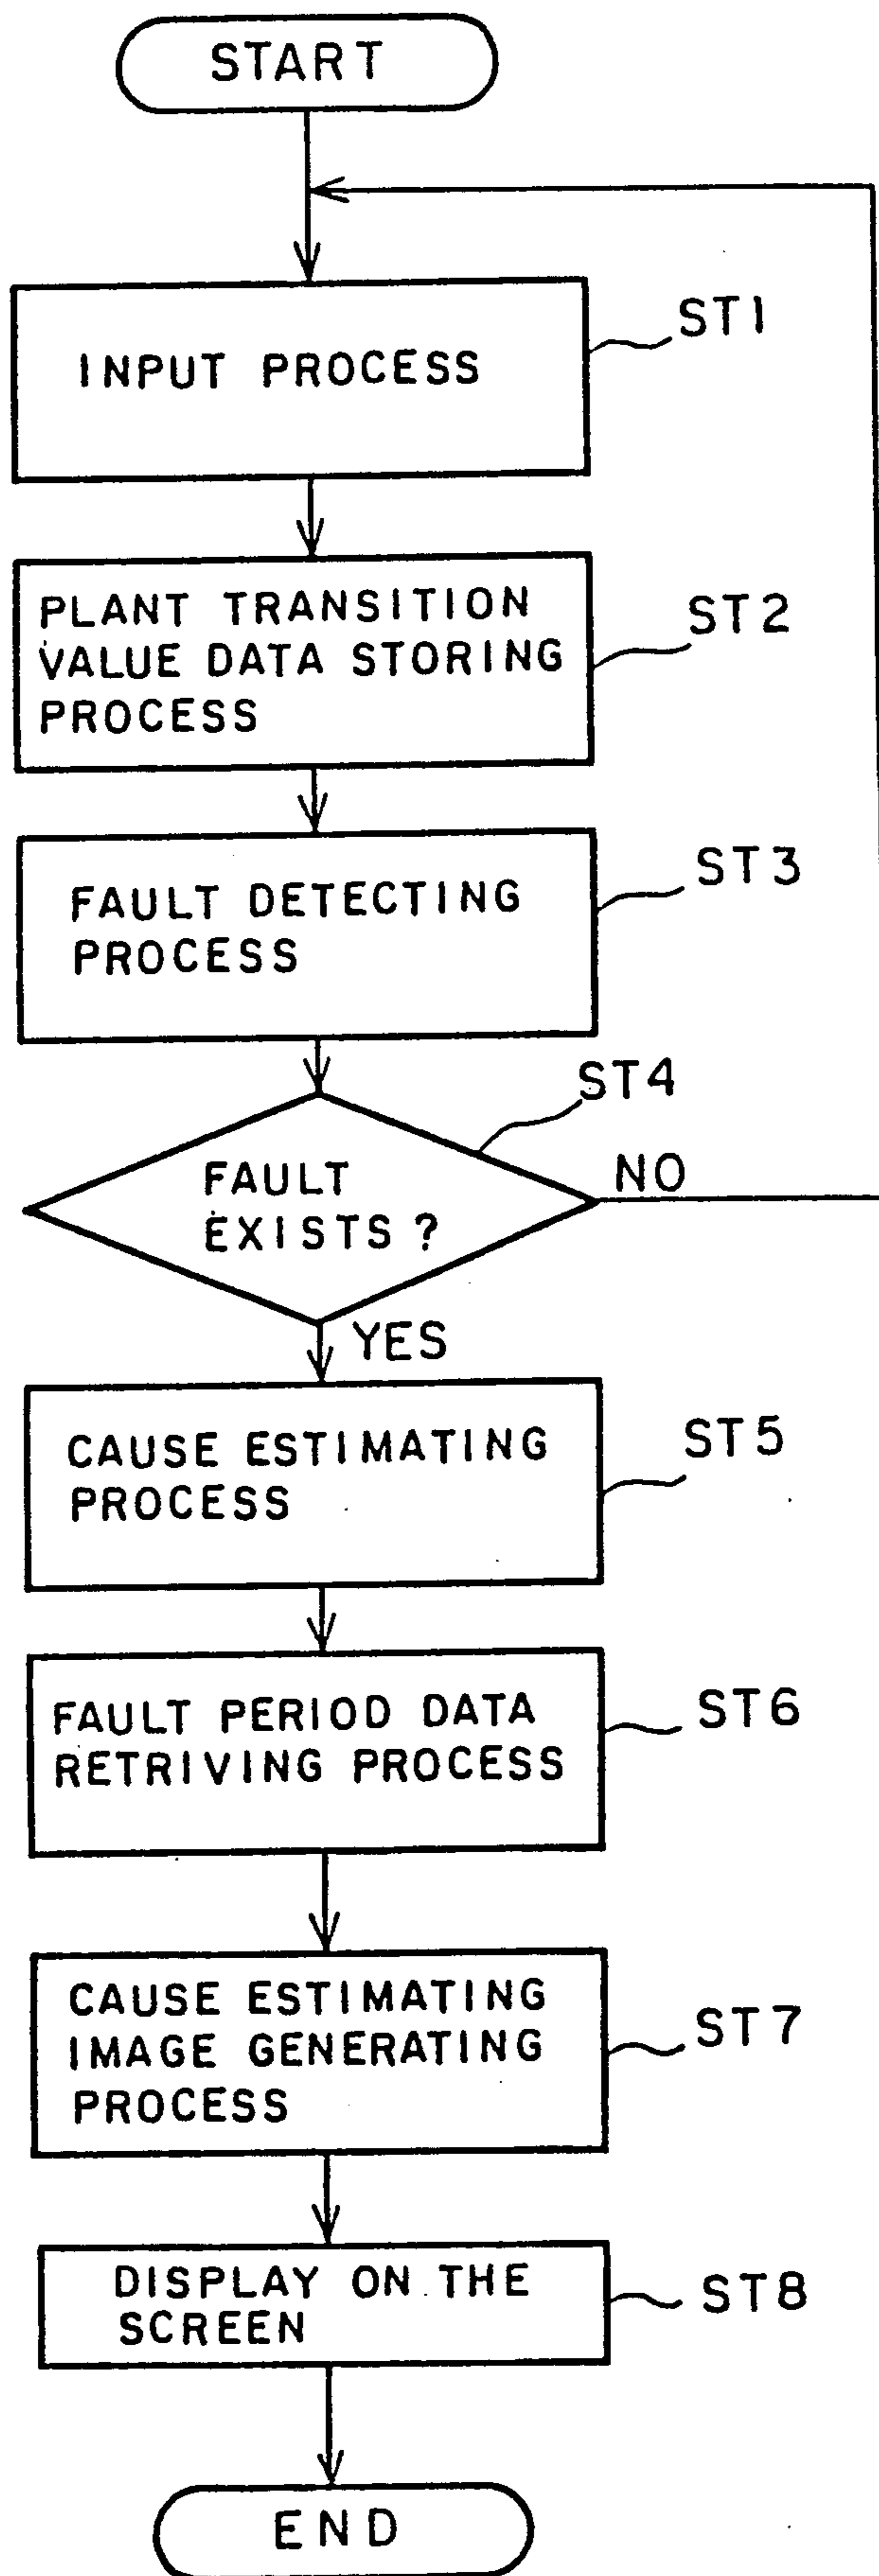 START
INPUT PROCESS
ST1
PLANT TRANSITION
VALUE DATA STORING
PROCESS
ST2
FAULT DETECTING
PROCESS
ST3
FAULT
EXISTS?
ST4
NO
YES
CAUSE ESTIMATING
PROCESS
ST5
FAULT PERIOD DATA
RETRIVING PROCESS
ST6
CAUSE ESTIMATING
IMAGE GENERATING
PROCESS
ST7
DISPLAY ON THE
SCREEN
ST8
END